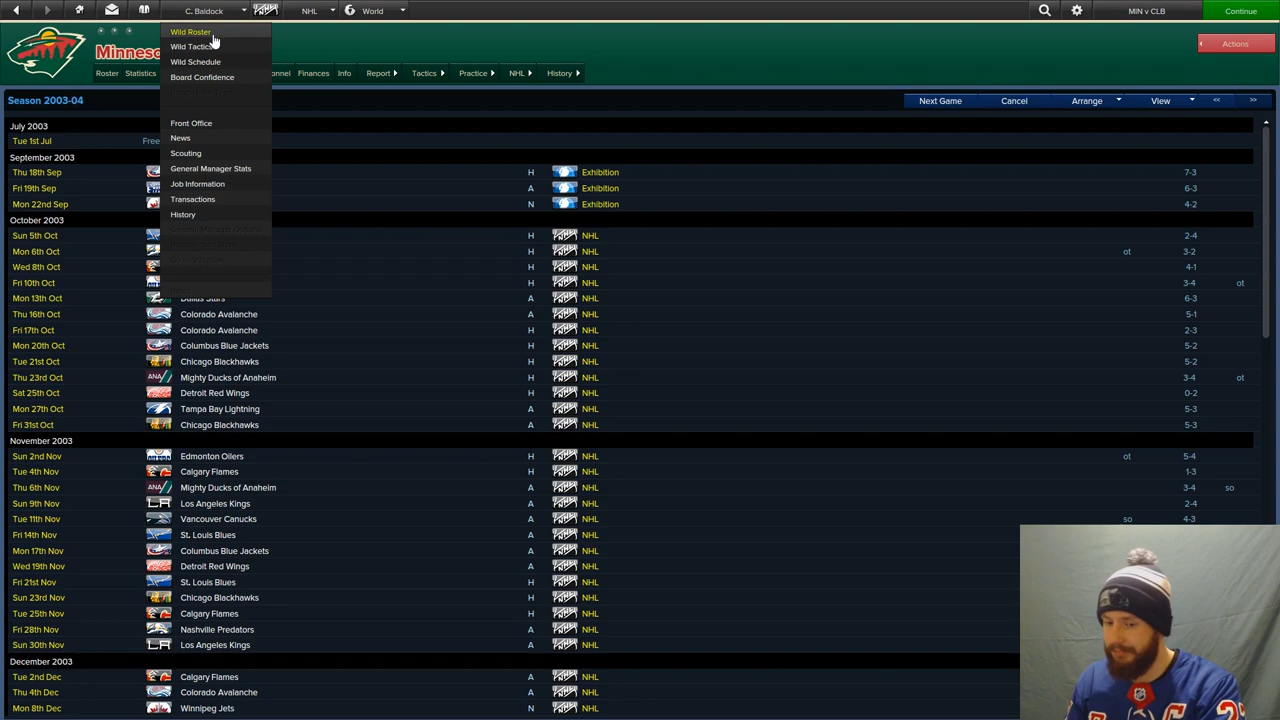 C. Baldock NHL World MIN v CLB Continue
Wild Roster
Wild Tactics
Wild Schedule
Board Confidence
Front Office
News
Scouting
General Manager Stats
Job Information
Transactions
History
Minneso
Actions
Roster Statistics onnel Finances Info Report Tactics Practice NHL History
Season 2003-04 Next Game Cancel Arrange View << >>
July 2003
Tue 1st Jul Free
September 2003
Thu 18th Sep H Exhibition 7-3
Fri 19th Sep A Exhibition 6-3
Mon 22nd Sep N Exhibition 4-2
October 2003
Sun 5th Oct H NHL 2-4
Mon 6th Oct H NHL ot 3-2
Wed 8th Oct H NHL 4-1
Fri 10th Oct H NHL 3-4 ot
Mon 13th Oct Dallas Stars A NHL 6-3
Thu 16th Oct Colorado Avalanche A NHL 5-1
Fri 17th Oct Colorado Avalanche H NHL 2-3
Mon 20th Oct Columbus Blue Jackets H NHL 5-2
Tue 21st Oct Chicago Blackhawks H NHL 5-2
Thu 23rd Oct ANA Mighty Ducks of Anaheim H NHL 3-4 ot
Sat 25th Oct Detroit Red Wings H NHL 0-2
Mon 27th Oct Tampa Bay Lightning A NHL 5-3
Fri 31st Oct Chicago Blackhawks A NHL 5-3
November 2003
Sun 2nd Nov Edmonton Oilers H NHL ot 5-4
Tue 4th Nov Calgary Flames H NHL 1-3
Thu 6th Nov ANA Mighty Ducks of Anaheim A NHL 3-4 so
Sun 9th Nov LA Los Angeles Kings A NHL 2-4
Tue 11th Nov Vancouver Canucks A NHL so 4-3
Fri 14th Nov St. Louis Blues A NHL
Mon 17th Nov Columbus Blue Jackets A NHL
Wed 19th Nov Detroit Red Wings A NHL
Fri 21st Nov St. Louis Blues H NHL
Sun 23rd Nov Chicago Blackhawks H NHL
Tue 25th Nov Calgary Flames H NHL
Fri 28th Nov Nashville Predators A NHL
Sun 30th Nov LA Los Angeles Kings A NHL
December 2003
Tue 2nd Dec Calgary Flames A NHL
Thu 4th Dec Colorado Avalanche A NHL
Mon 8th Dec Winnipeg Jets N NHL